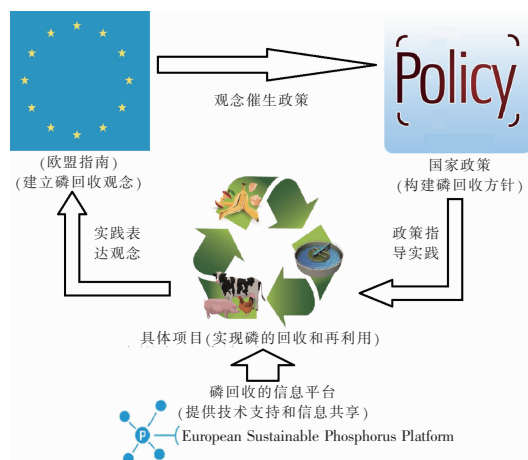 Policy
观念催生政策
(欧盟指南)
(建立磷回收观念)
国家政策
(构建磷回收方针)
实践表
达观念
政策指
导实践
具体项目(实现磷的回收和再利用)
磷回收的信息平台
(提供技术支持和信息共享)
P
European Sustainable Phosphorus Platform